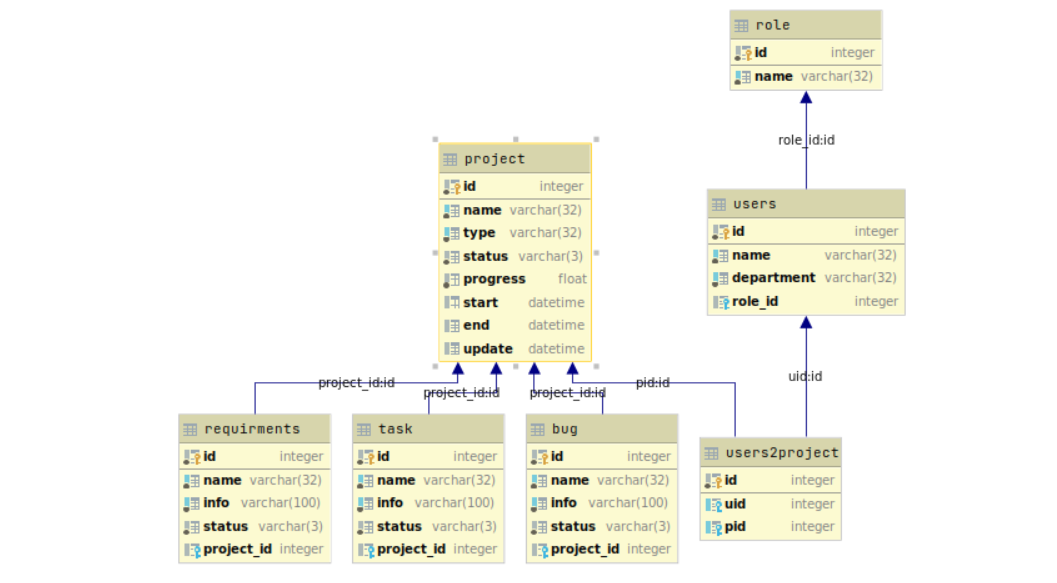 role
id integer
name varchar(32)
role_id:id
project
id integer
name varchar(32)
type varchar(32)
status varchar(3)
progress float
start datetime
end datetime
update datetime
users
id integer
name varchar(32)
department varchar(32)
role_id integer
project_id:id
project_id:id
project_id:id
pid:id
uid:id
requirments
id integer
name varchar(32)
info varchar(100)
status varchar(3)
project_id integer
task
id integer
name varchar(32)
info varchar(100)
status varchar(3)
project_id integer
bug
id integer
name varchar(32)
info varchar(100)
status varchar(3)
project_id integer
users2project
id integer
uid integer
pid integer